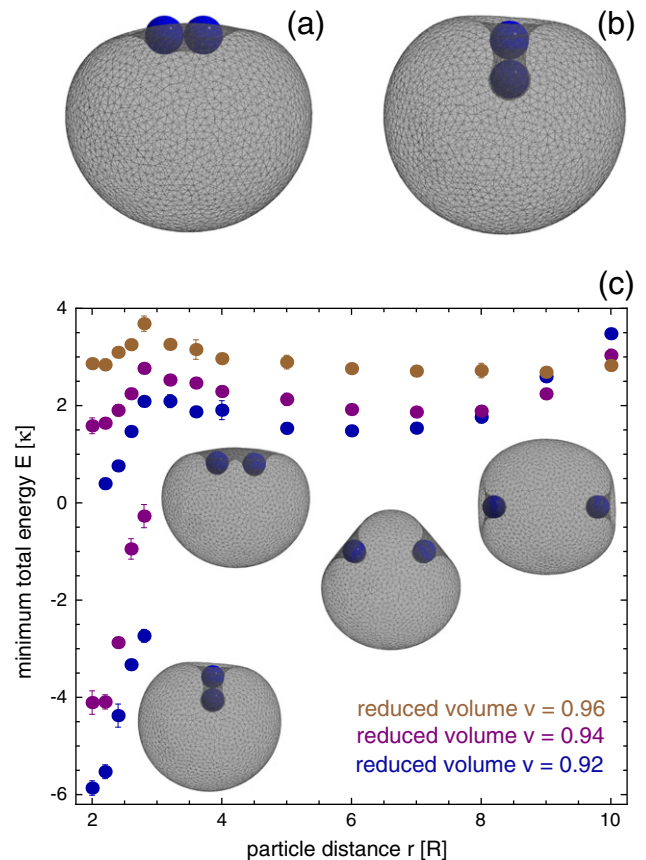 (a)
(b)
(c)
minimum total energy E [κ]
4
2
0
-2
-4
-6
reduced volume v = 0.96
reduced volume v = 0.94
reduced volume v = 0.92
2
4
6
8
10
particle distance r [R]